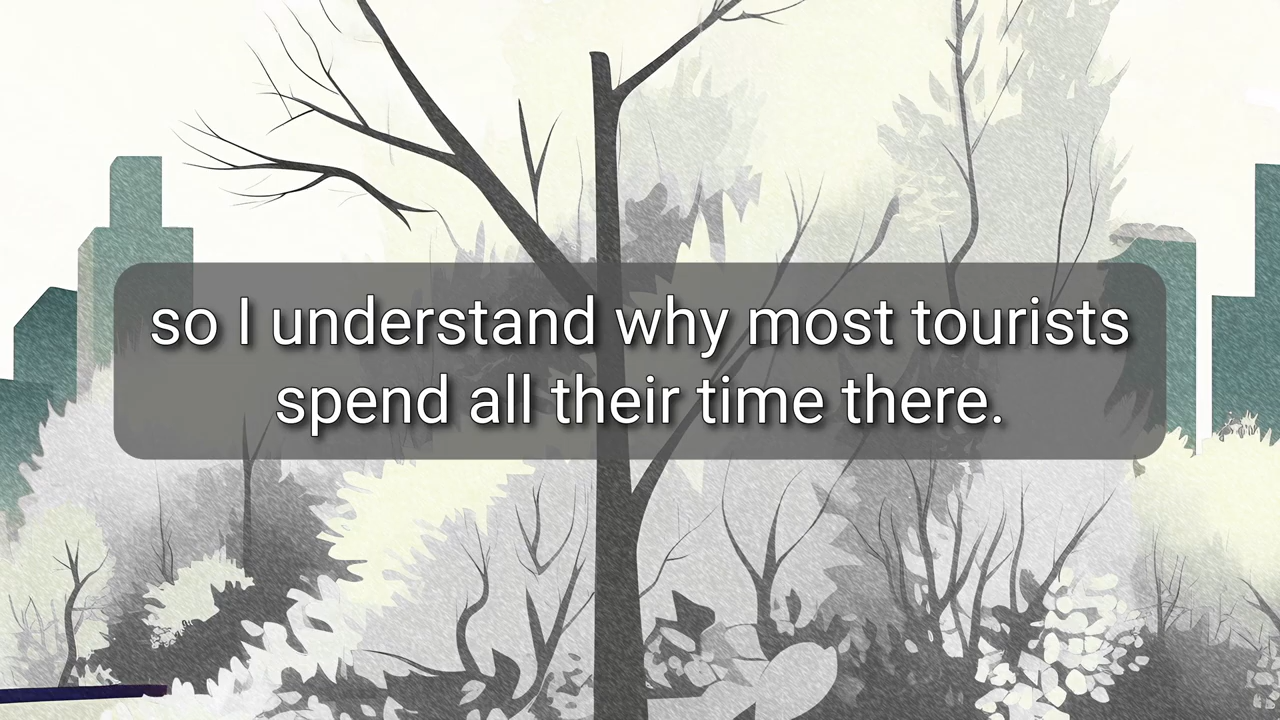 so I understand why most tourists
spend all their time there.